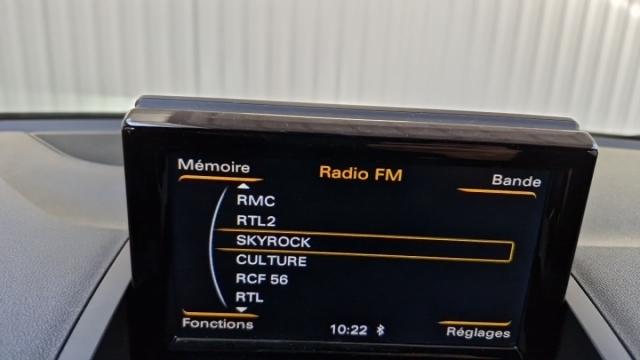 Mémoire
Radio FM
Bande
RMC
RTL2
SKYROCK
CULTURE
RCF 56
RTL
Fonctions
10:22
Réglages